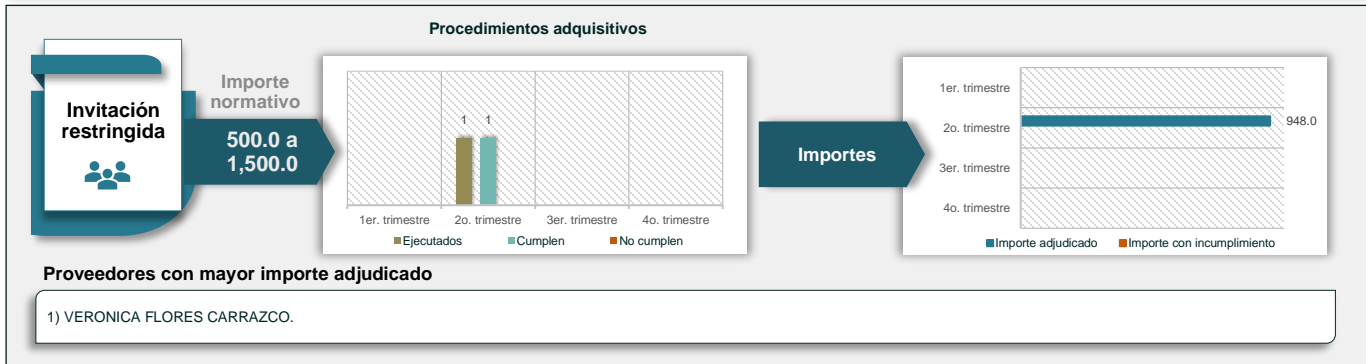 Procedimientos adquisitivos
Invitación
restringida
Importe
normativo
500.0 a
1,500.0
1 1
1er. trimestre 2o. trimestre 3er. trimestre 4o. trimestre
Ejecutados Cumplen No cumplen
Importes
1er. trimestre
2o. trimestre
948.0
3er. trimestre
4o. trimestre
Importe adjudicado Importe con incumplimiento
Proveedores con mayor importe adjudicado
1) VERONICA FLORES CARRAZCO.